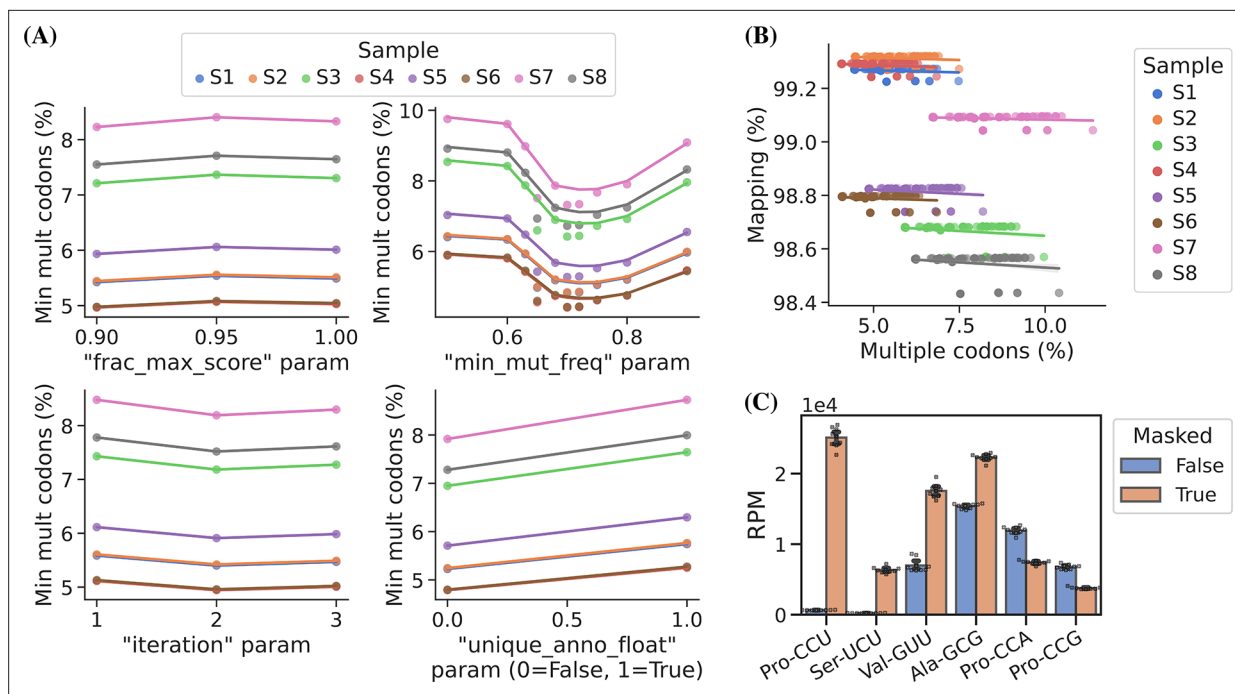 (A)
Sample
S1 S2 S3 S4 S5 S6 S7 S8
Min mult codons (%)
8
7
6
5
0.90 0.95 1.00
"frac_max_score" param
Min mult codons (%)
10
8
6
0.6 0.8
"min_mut_freq" param
Min mult codons (%)
8
7
6
5
1 2 3
"iteration" param
Min mult codons (%)
8
7
6
5
0.0 0.5 1.0
"unique_anno_float"
param (0=False, 1=True)
(B)
Mapping (%)
99.2
99.0
98.8
98.6
98.4
5.0 7.5 10.0
Multiple codons (%)
Sample
S1
S2
S3
S4
S5
S6
S7
S8
(C)
1e4
RPM
2
1
0
Pro-CCU
Ser-UCU
Val-GUU
Ala-GCG
Pro-CCA
Pro-CCG
Masked
False
True